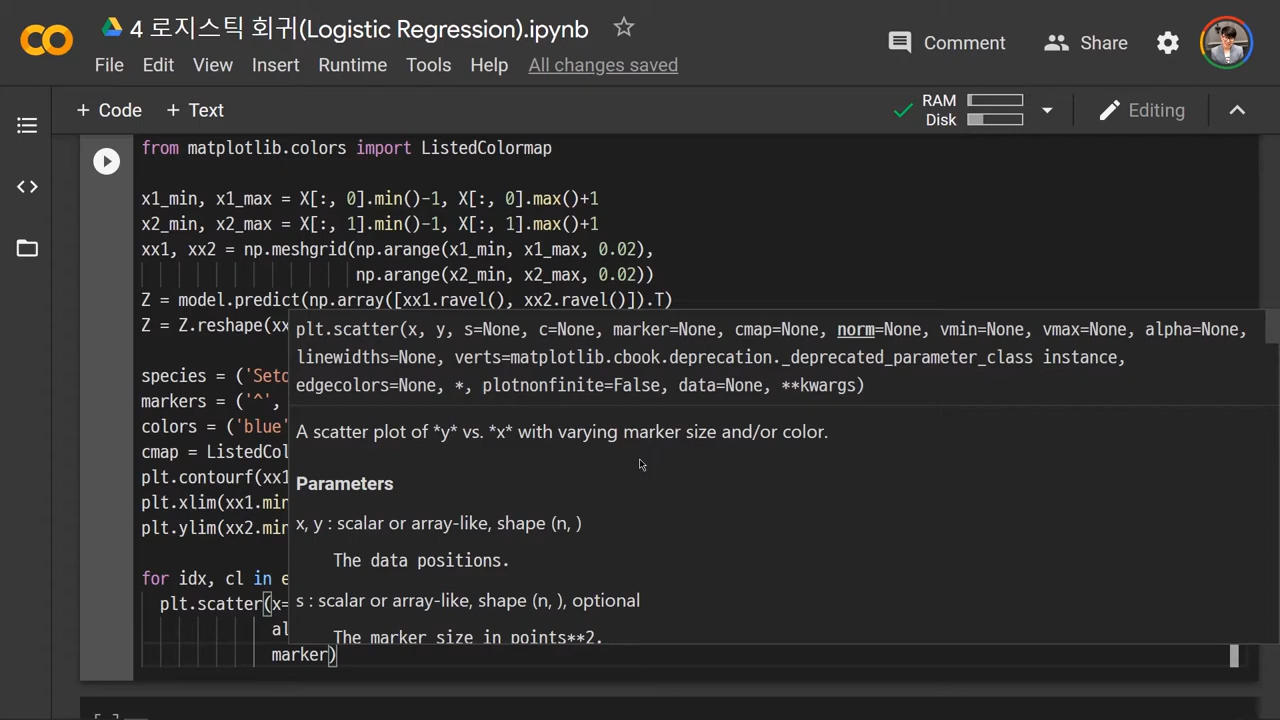 4 로지스틱 회귀(Logistic Regression).ipynb
Comment
Share
File Edit View Insert Runtime Tools Help All changes saved
+ Code + Text
RAM
Disk
Editing
from matplotlib.colors import ListedColormap
x1_min, x1_max = X[:, 0].min()-1, X[:, 0].max()+1
x2_min, x2_max = X[:, 1].min()-1, X[:, 1].max()+1
xx1, xx2 = np.meshgrid(np.arange(x1_min, x1_max, 0.02),
np.arange(x2_min, x2_max, 0.02))
Z = model.predict(np.array([xx1.ravel(), xx2.ravel()]).T)
Z = Z.reshape(xx
species = ('Seto
markers = ('^',
colors = ('blue'
cmap = ListedCol
plt.contourf(xx1
plt.xlim(xx1.min
plt.ylim(xx2.min
for idx, cl in e
plt.scatter(x=
al
marker)
plt.scatter(x, y, s=None, c=None, marker=None, cmap=None, norm=None, vmin=None, vmax=None, alpha=None,
linewidths=None, verts=matplotlib.cbook.deprecation._deprecated_parameter_class instance,
edgecolors=None, *, plotnonfinite=False, data=None, **kwargs)
A scatter plot of *y* vs. *x* with varying marker size and/or color.
Parameters
x, y : scalar or array-like, shape (n, )
The data positions.
s : scalar or array-like, shape (n, ), optional
The marker size in points**2.